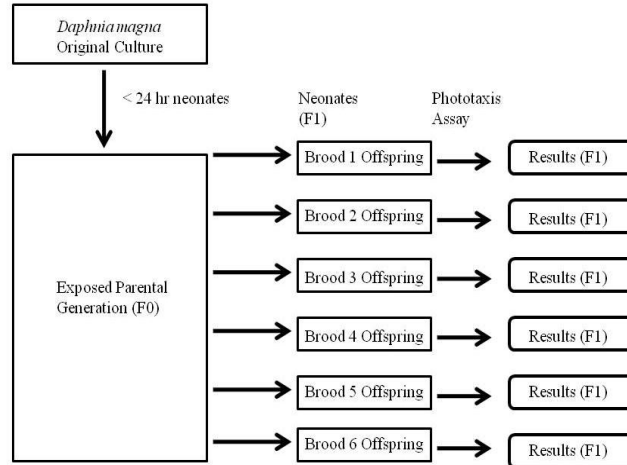 Daphnia magna
Original Culture
< 24 hr neonates
Neonates
(F1)
Phototaxis
Assay
Brood 1 Offspring
Results (F1)
Brood 2 Offspring
Results (F1)
Brood 3 Offspring
Results (F1)
Exposed Parental
Generation (F0)
Brood 4 Offspring
Results (F1)
Brood 5 Offspring
Results (F1)
Brood 6 Offspring
Results (F1)